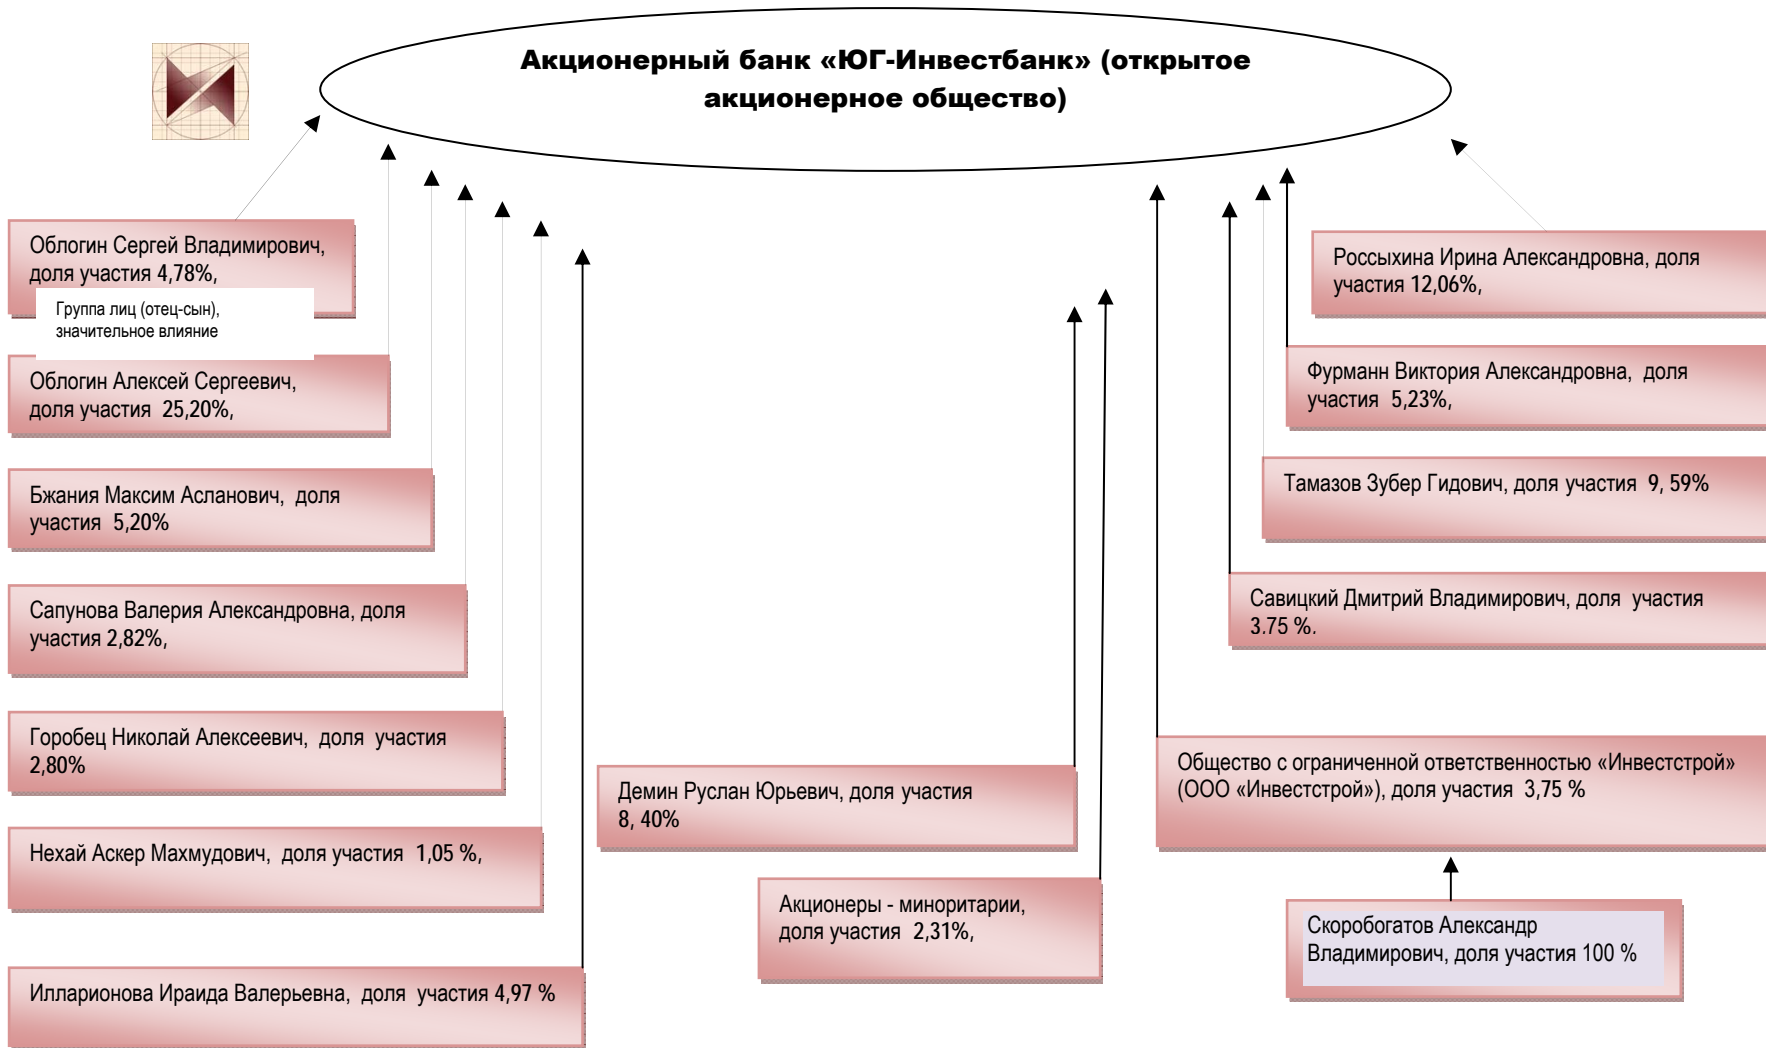 Акционерный банк «ЮГ-Инвестбанк» (открытое
акционерное общество)
Облогин Сергей Владимирович,
доля участия 4,78%,
Группа лиц (отец-сын),
значительное влияние
Облогин Алексей Сергеевич,
доля участия 25,20%,
Бжания Максим Асланович, доля
участия 5,20%
Сапунова Валерия Александровна, доля
участия 2,82%,
Горобец Николай Алексеевич, доля участия
2,80%
Нехай Аскер Махмудович, доля участия 1,05 %,
Илларионова Ираида Валерьевна, доля участия 4,97 %
Демин Руслан Юрьевич, доля участия
8, 40%
Акционеры - миноритарии,
доля участия 2,31%,
Россыхина Ирина Александровна, доля
участия 12,06%,
Фурманн Виктория Александровна, доля
участия 5,23%,
Тамазов Зубер Гидович, доля участия 9, 59%
Савицкий Дмитрий Владимирович, доля участия
3.75 %.
Общество с ограниченной ответственностью «Инвестстрой»
(ООО «Инвестстрой»), доля участия 3,75 %
Скоробогатов Александр
Владимирович, доля участия 100 %